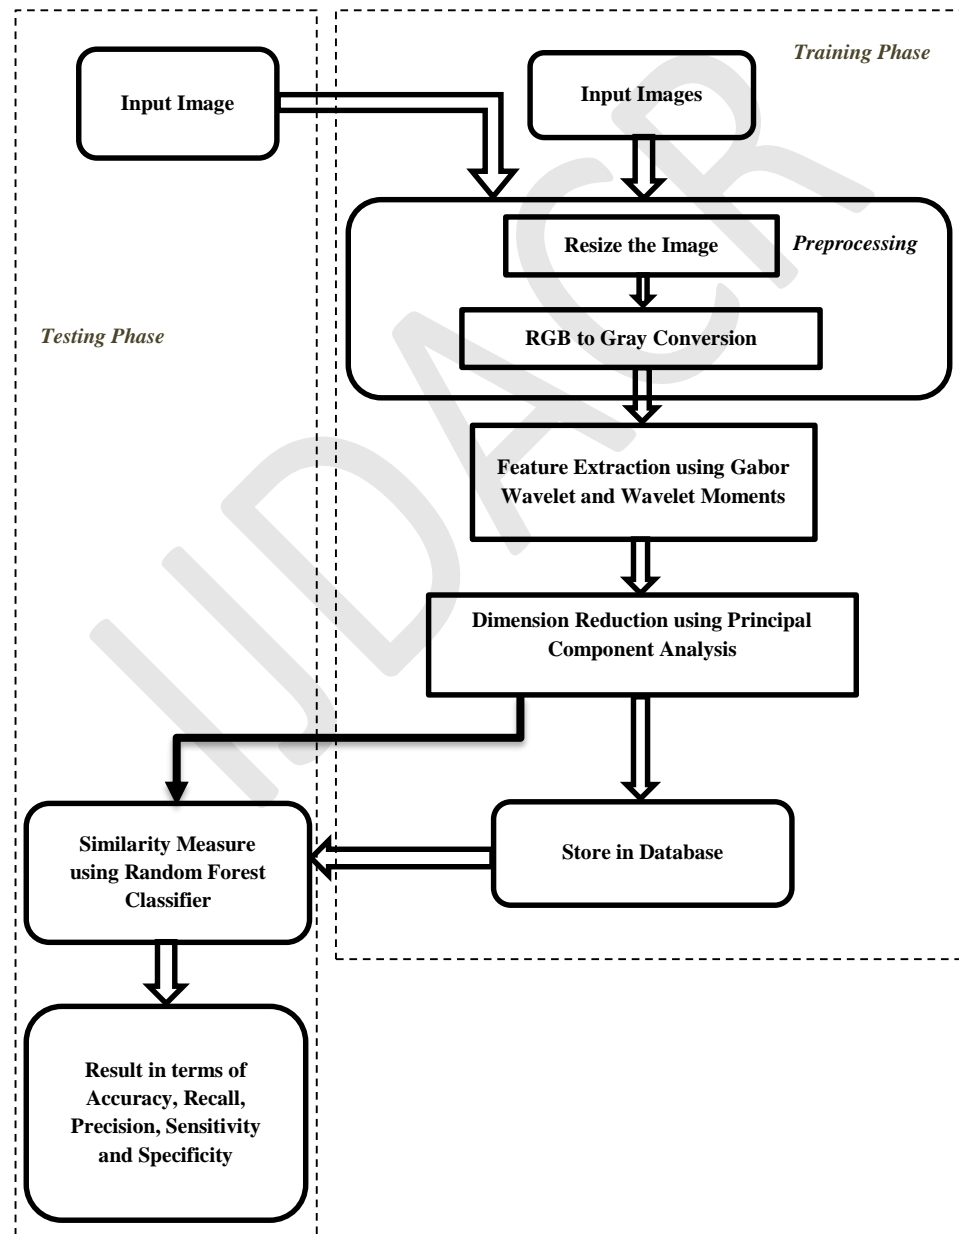 Training Phase
Input Image
Input Images
Resize the Image
Preprocessing
RGB to Gray Conversion
Testing Phase
Feature Extraction using Gabor
Wavelet and Wavelet Moments
Dimension Reduction using Principal
Component Analysis
Similarity Measure
using Random Forest
Classifier
Store in Database
Result in terms of
Accuracy, Recall,
Precision, Sensitivity
and Specificity
IJDACR